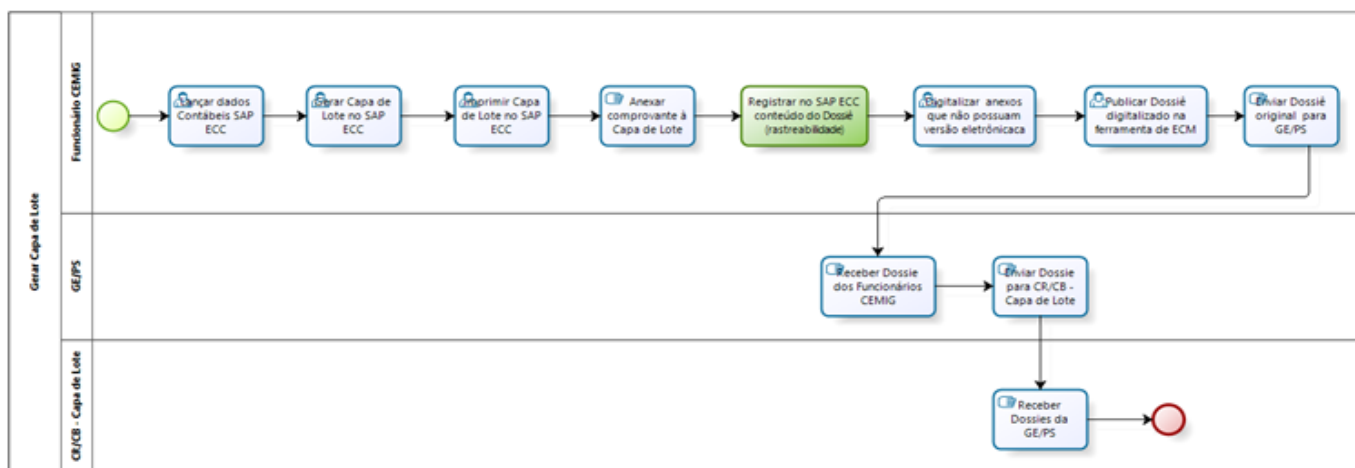 Gerar Capa de Lote
Funcionário CEMIG
Lançar dados
Contábeis SAP
ECC
Gerar Capa de
Lote no SAP
ECC
Imprimir Capa
de Lote no SAP
ECC
Anexar
comprovante à
Capa de Lote
Registrar no SAP ECC
conteúdo do Dossiê
(rastreabilidade)
Digitalizar anexos
que não possuam
versão eletrônicaca
Publicar Dossiê
digitalizado na
ferramenta de ECM
Enviar Dossiê
original para
GE/PS
GE/PS
Receber Dossie
dos Funcionários
CEMIG
Enviar Dossie
para CR/CB -
Capa de Lote
CR/CB - Capa de Lote
Receber
Dossies da
GE/PS